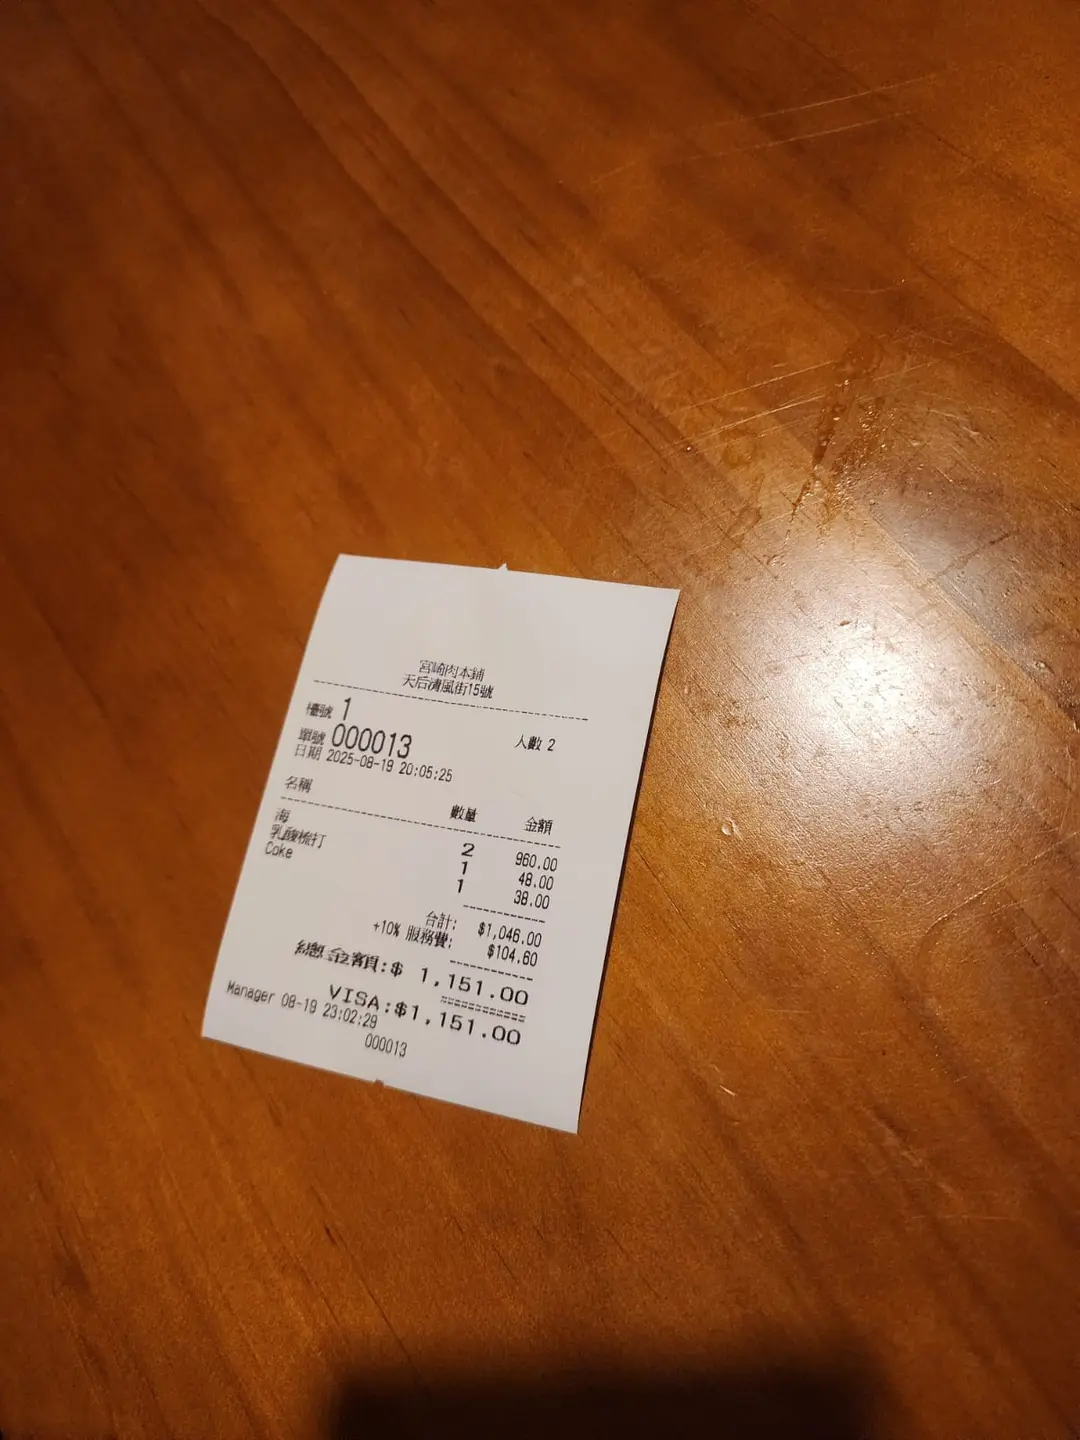 宮崎肉本鋪
天后清風街15號
檯號 1
單號 000013 人數 2
日期 2025-08-19 20:05:25
名稱 數量 金額
海 2 960.00
乳酸梳打 1 48.00
Coke 1 38.00
合計: $1,046.00
+10% 服務費: $104.60
總金額:$ 1,151.00
VISA:$1,151.00
Manager 08-19 23:02:29
000013